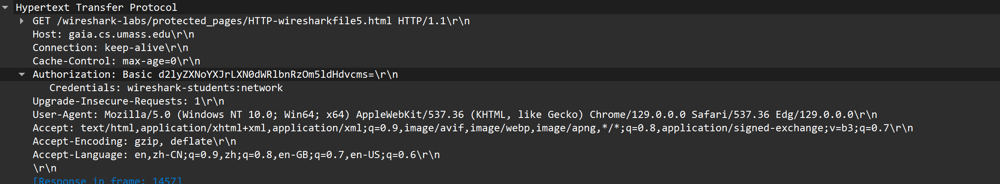 Hypertext Transfer Protocol
GET /wireshark-labs/protected_pages/HTTP-wiresharkfile5.html HTTP/1.1\r\n
Host: gaia.cs.umass.edu\r\n
Connection: keep-alive\r\n
Cache-Control: max-age=0\r\n
Authorization: Basic d2lyZXNoYXJrLXN0dWRlbnRzOm5ldHdvcms=\r\n
Credentials: wireshark-students:network
Upgrade-Insecure-Requests: 1\r\n
User-Agent: Mozilla/5.0 (Windows NT 10.0; Win64; x64) AppleWebKit/537.36 (KHTML, like Gecko) Chrome/129.0.0.0 Safari/537.36 Edg/129.0.0.0\r\n
Accept: text/html,application/xhtml+xml,application/xml;q=0.9,image/avif,image/webp,image/apng,*/*;q=0.8,application/signed-exchange;v=b3;q=0.7\r\n
Accept-Encoding: gzip, deflate\r\n
Accept-Language: en,zh-CN;q=0.9,zh;q=0.8,en-GB;q=0.7,en-US;q=0.6\r\n
\r\n
[Response in frame: 1457]